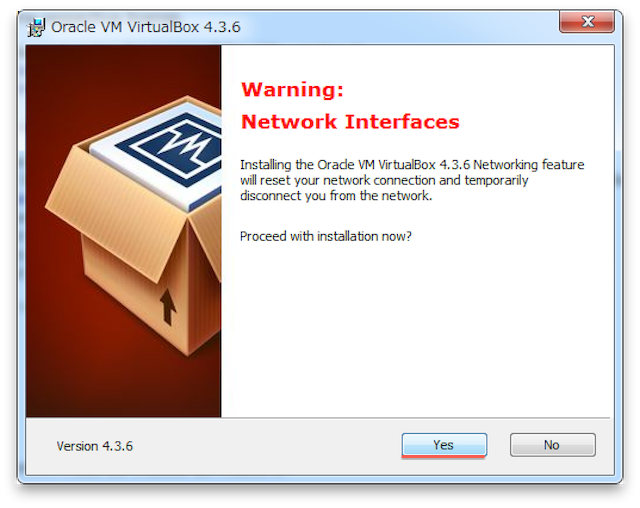 Oracle VM VirtualBox 4.3.6
Warning:
Network Interfaces
Installing the Oracle VM VirtualBox 4.3.6 Networking feature
will reset your network connection and temporarily
disconnect you from the network.
Proceed with installation now?
Version 4.3.6
Yes
No